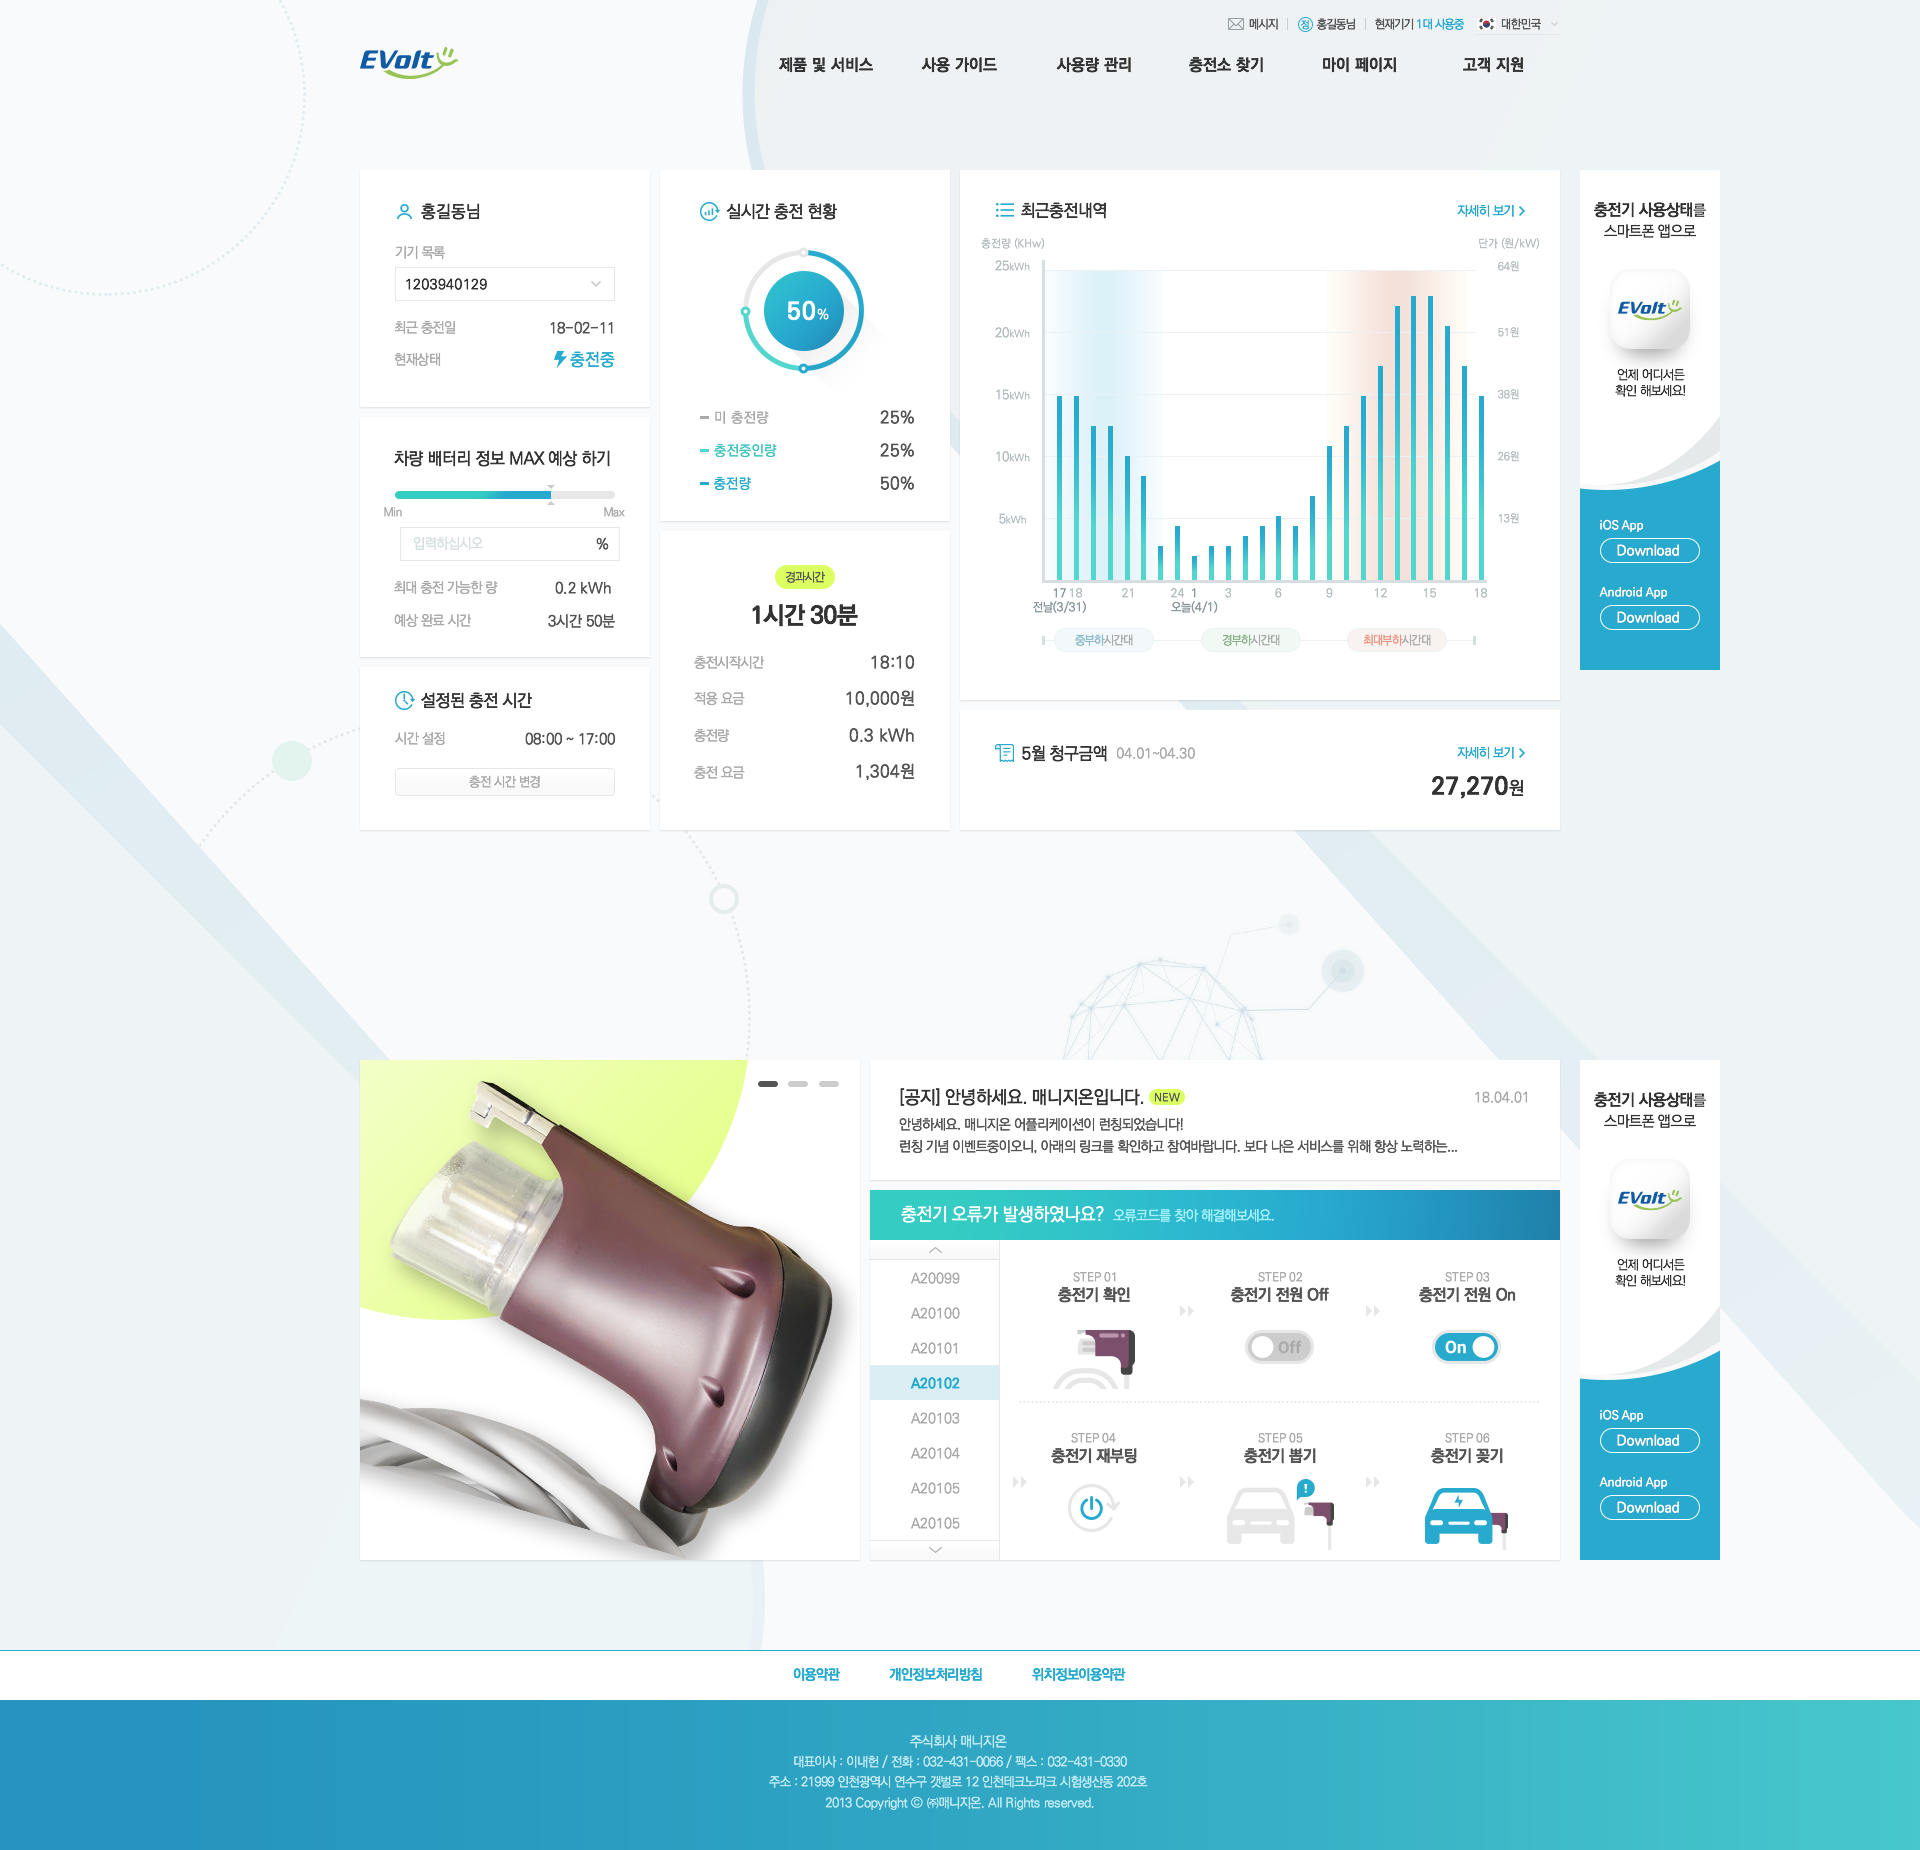 메시지
점 홍길동님
현재기기 1대 사용중
대한민국
EVolt
제품 및 서비스
사용 가이드
사용량 관리
충전소 찾기
마이 페이지
고객 지원
홍길동님
기기 목록
1203940129
최근 충전일 18-02-11
현재상태 충전중
차량 배터리 정보 MAX 예상 하기
Min Max
입력하십시오 %
최대 충전 가능한 량 0.2 kWh
예상 완료 시간 3시간 50분
설정된 충전 시간
시간 설정 08:00 ~ 17:00
충전 시간 변경
실시간 충전 현황
50%
미 충전량 25%
충전중인량 25%
충전량 50%
경과시간
1시간 30분
충전시작시간 18:10
적용 요금 10,000원
충전량 0.3 kWh
충전 요금 1,304원
최근충전내역
자세히 보기
충전량 (KHw) 단가 (원/kW)
25kWh 64원
20kWh 51원
15kWh 38원
10kWh 26원
5kWh 13원
17 18 21 24 1 3 6 9 12 15 18
전날(3/31) 오늘(4/1)
중부하시간대 경부하시간대 최대부하시간대
5월 청구금액 04.01~04.30
자세히 보기
27,270원
충전기 사용상태를
스마트폰 앱으로
EVolt
언제 어디서든
확인 해보세요!
iOS App
Download
Android App
Download
[공지] 안녕하세요. 매니지온입니다. NEW 18.04.01
안녕하세요. 매니지온 어플리케이션이 런칭되었습니다!
런칭 기념 이벤트중이오니, 아래의 링크를 확인하고 참여바랍니다. 보다 나은 서비스를 위해 항상 노력하는...
충전기 오류가 발생하였나요? 오류코드를 찾아 해결해보세요.
A20099
A20100
A20101
A20102
A20103
A20104
A20105
A20105
STEP 01
충전기 확인
STEP 02
충전기 전원 Off
Off
STEP 03
충전기 전원 On
On
STEP 04
충전기 재부팅
STEP 05
충전기 뽑기
!
STEP 06
충전기 꽂기
충전기 사용상태를
스마트폰 앱으로
EVolt
언제 어디서든
확인 해보세요!
iOS App
Download
Android App
Download
이용약관
개인정보처리방침
위치정보이용약관
주식회사 매니지온
대표이사 : 이내헌 / 전화 : 032-431-0066 / 팩스 : 032-431-0330
주소 : 21999 인천광역시 연수구 갯벌로 12 인천테크노파크 시험생산동 202호
2013 Copyright © ㈜매니지온. All Rights reserved.